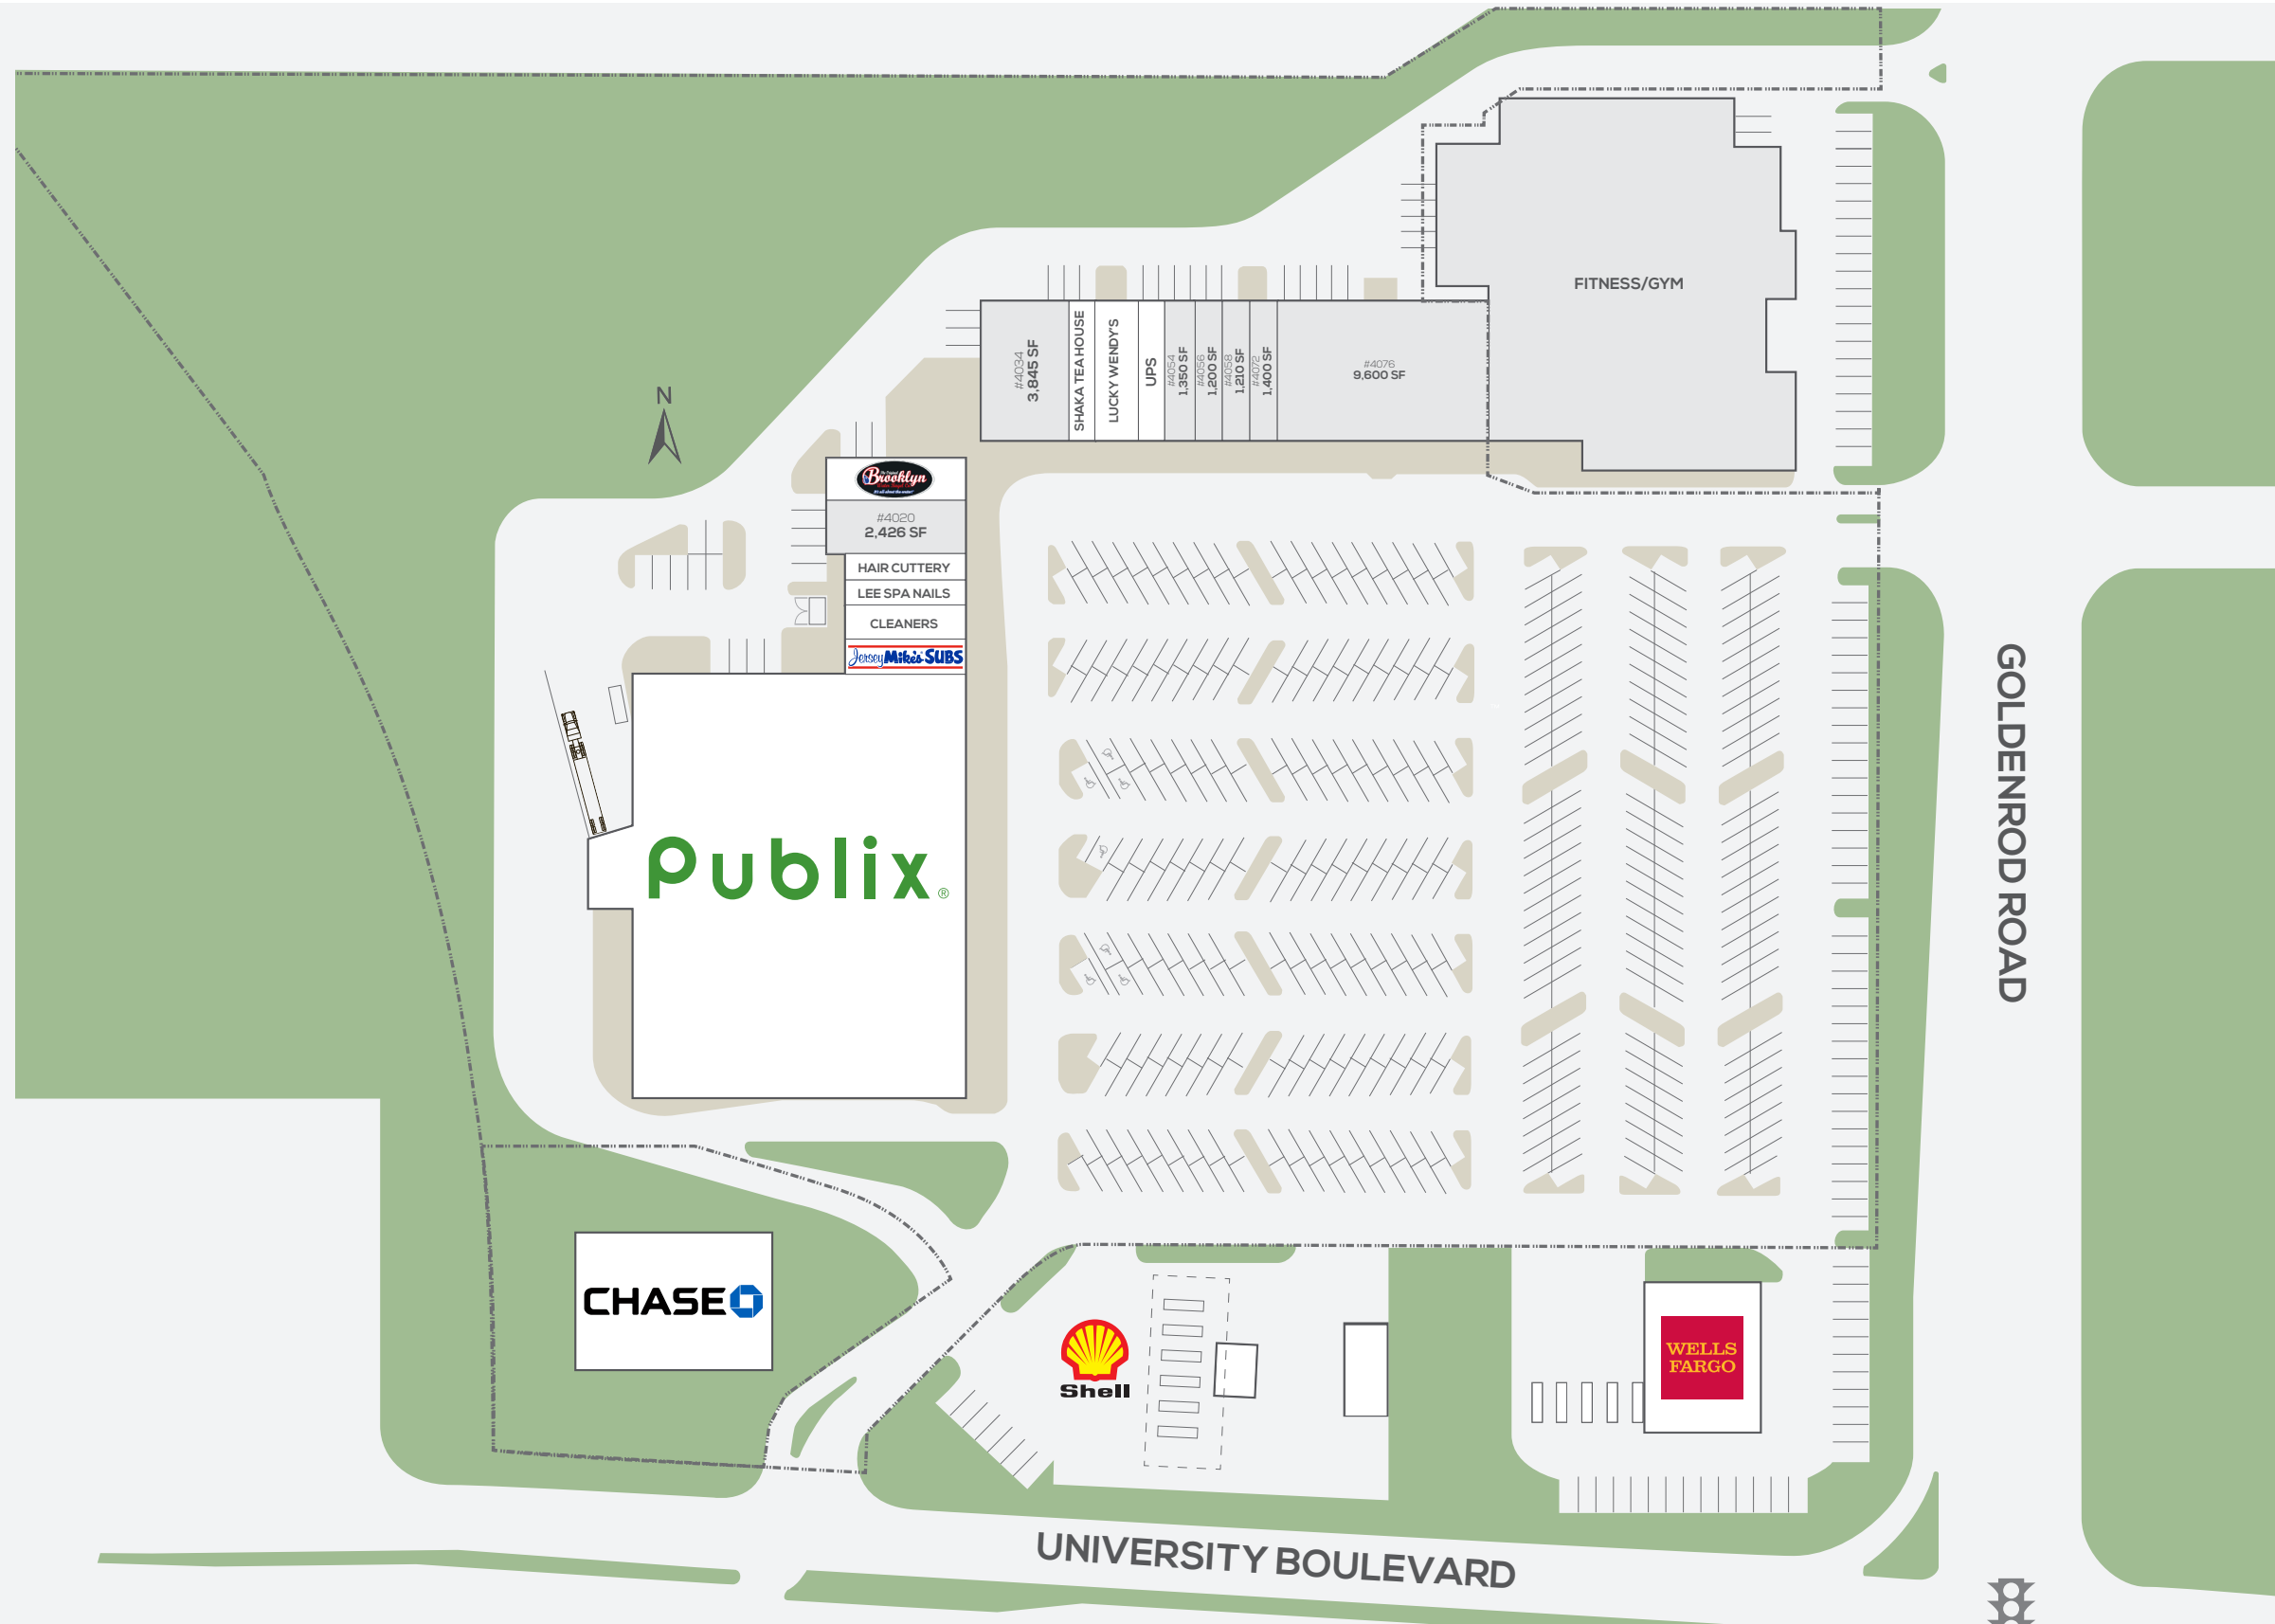 FITNESS/GYM
#4034
3,845 SF
SHAKA TEA HOUSE
LUCKY WENDY'S
UPS
#4054
1,350 SF
#4056
1,200 SF
#4058
1,210 SF
#4072
1,400 SF
#4076
9,600 SF
N
Brooklyn
#4020
2,426 SF
HAIR CUTTERY
LEE SPA NAILS
CLEANERS
Jersey Mike's SUBS
Publix®
GOLDENROD ROAD
CHASE
Shell
WELLS
FARGO
UNIVERSITY BOULEVARD